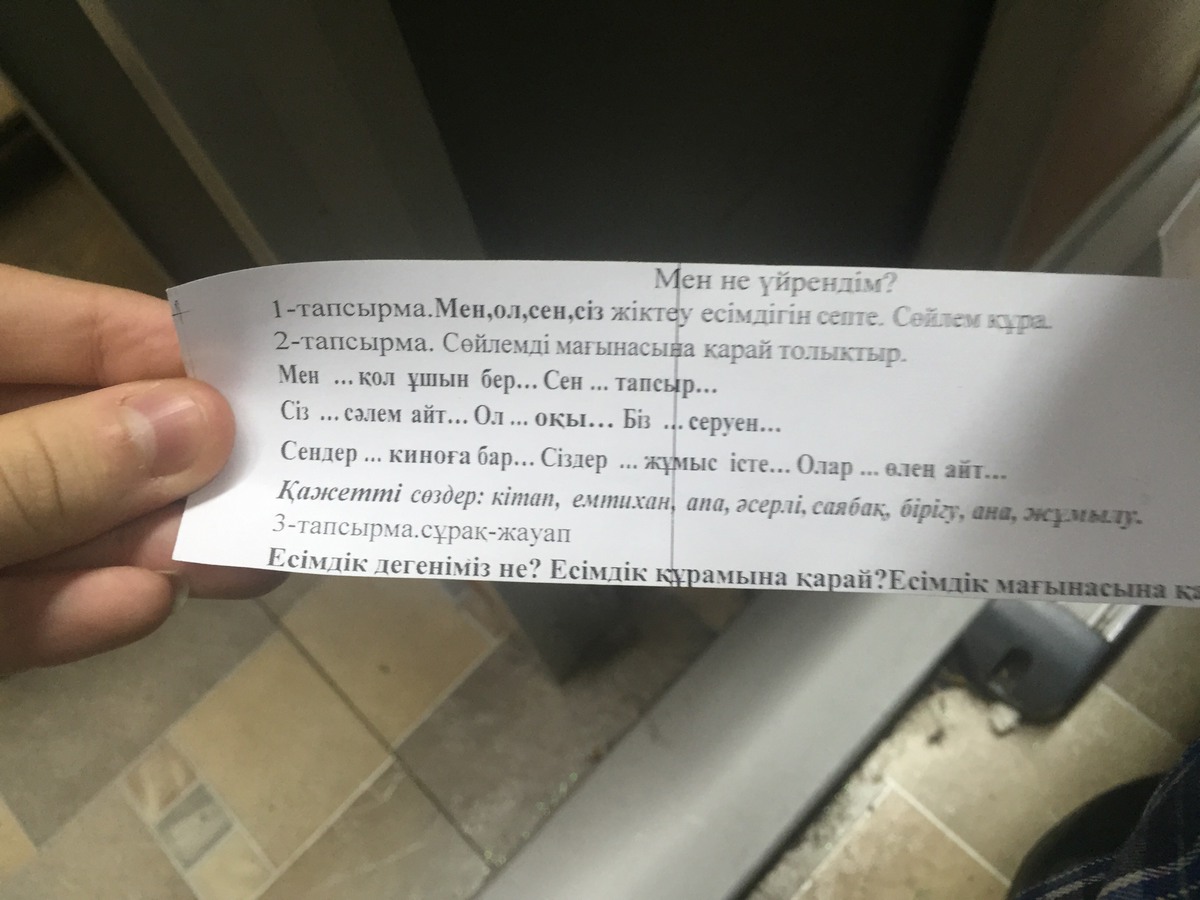 Мен не үйрендім?
1-тапсырма.Мен,ол,сен,сіз жіктеу есімдігін септе. Сөйлем құра.
2-тапсырма. Сөйлемді мағынасына қарай толықтыр.
Мен ...қол ұшын бер... Сен ... тапсыр...
Сіз ...сәлем айт... Ол ... оқы... Біз ... серуен...
Сендер ... киноға бар... Сіздер ... жұмыс істе... Олар ... өлең айт...
Қажетті сөздер: кітап, емтихан, апа, әсерлі, саябақ, бірігу, ана, жұмылу.
3-тапсырма.сұрақ-жауап
Есімдік дегеніміз не? Есімдік құрамына қарай?Есімдік мағынасына